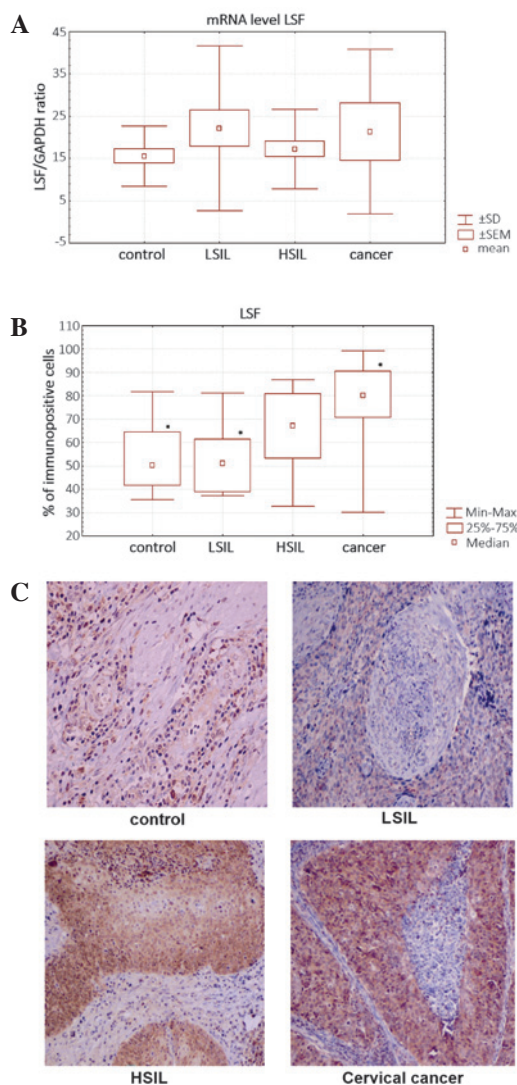 A
mRNA level LSF
LSF/GAPDH ratio
45
35
25
15
5
-5
control LSIL HSIL cancer
±SD
±SEM
mean
B
LSF
% of immunopositive cells
110
100
90
80
70
60
50
40
30
20
* * *
control LSIL HSIL cancer
Min-Max
25%-75%
Median
C
control LSIL
HSIL Cervical cancer